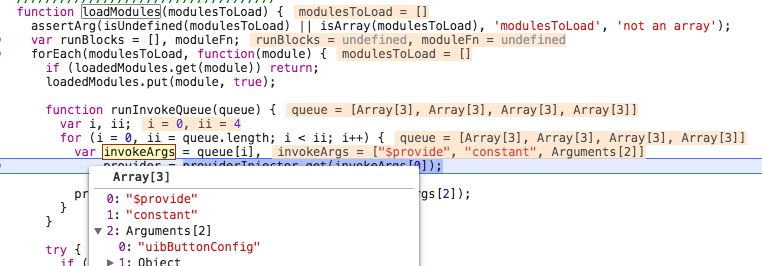 ////////////////////////////////////
function loadModules(modulesToLoad) { modulesToLoad = []
assertArg(isUndefined(modulesToLoad) || isArray(modulesToLoad), 'modulesToLoad', 'not an array');
var runBlocks = [], moduleFn; runBlocks = undefined, moduleFn = undefined
forEach(modulesToLoad, function(module) { modulesToLoad = []
if (loadedModules.get(module)) return;
loadedModules.put(module, true);
function runInvokeQueue(queue) { queue = [Array[3], Array[3], Array[3], Array[3]]
var i, ii; i = 0, ii = 4
for (i = 0, ii = queue.length; i < ii; i++) { queue = [Array[3], Array[3], Array[3], Array[3]]
var invokeArgs = queue[i], invokeArgs = ["$provide", "constant", Arguments[2]]
provider = providerInjector.get(invokeArgs[0]);
Array[3]
0: "$provide"
pr gs[2]);
1: "constant"
}
2: Arguments[2]
}
0: "uibButtonConfig"
try {
1: Object
if (